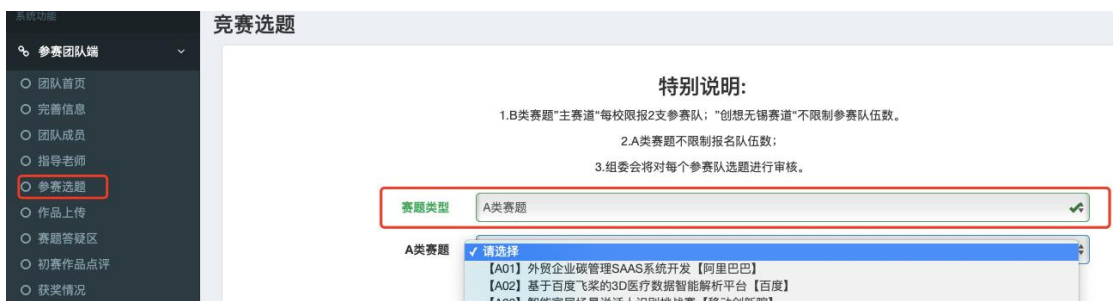 系统功能
参赛团队端
团队首页
完善信息
团队成员
指导老师
参赛选题
作品上传
赛题答疑区
初赛作品点评
获奖情况
竞赛选题
特别说明:
1.B类赛题"主赛道"每校限报2支参赛队；"创想无锡赛道"不限制参赛队伍数。
2.A类赛题不限制报名队伍数；
3.组委会将对每个参赛队选题进行审核。
赛题类型 A类赛题
A类赛题 ✓ 请选择
【A01】外贸企业碳管理SAAS系统开发【阿里巴巴】
【A02】基于百度飞桨的3D医疗数据智能解析平台【百度】